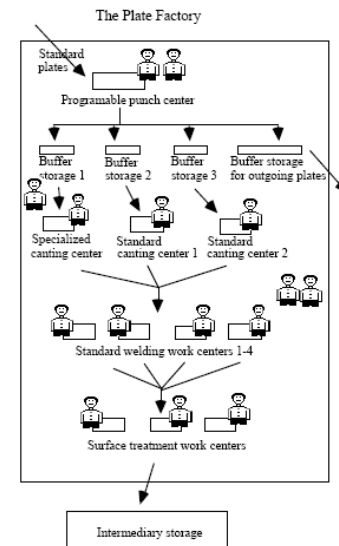 The Plate Factory
Standard
plates
Programable punch center
Buffer
storage 1
Buffer
storage 2
Buffer
storage 3
Buffer storage
for outgoing plates
Specialized
canting center
Standard
canting center 1
Standard
canting center 2
Standard welding work centers 1-4
Surface treatment work centers
Intermediary storage